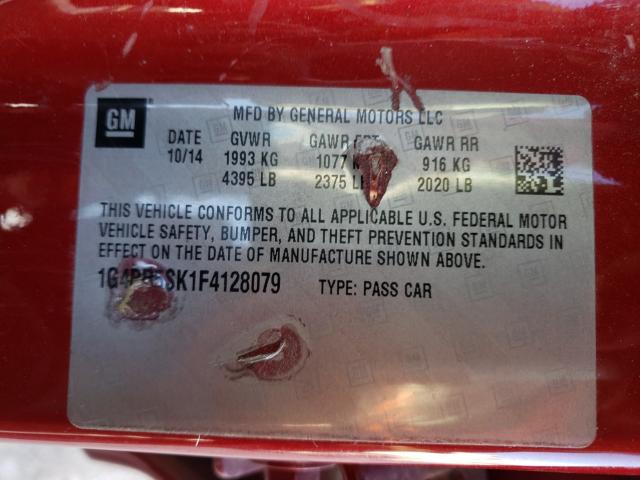 GM
MFD BY GENERAL MOTORS LLC
DATE GVWR GAWR GAWR RR
10/14 1993 KG 1077 916 KG
4395 LB 2375 2020 LB
THIS VEHICLE CONFORMS TO ALL APPLICABLE U.S. FEDERAL MOTOR
VEHICLE SAFETY, BUMPER, AND THEFT PREVENTION STANDARDS IN
EFFECT ON THE DATE OF MANUFACTURE SHOWN ABOVE.
TYPE: PASS CAR